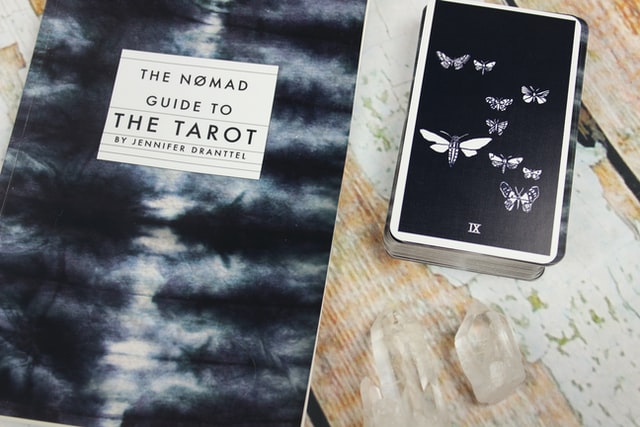 THE NØMAD
GUIDE TO
THE TAROT
BY JENNIFER DRANTTEL
IX